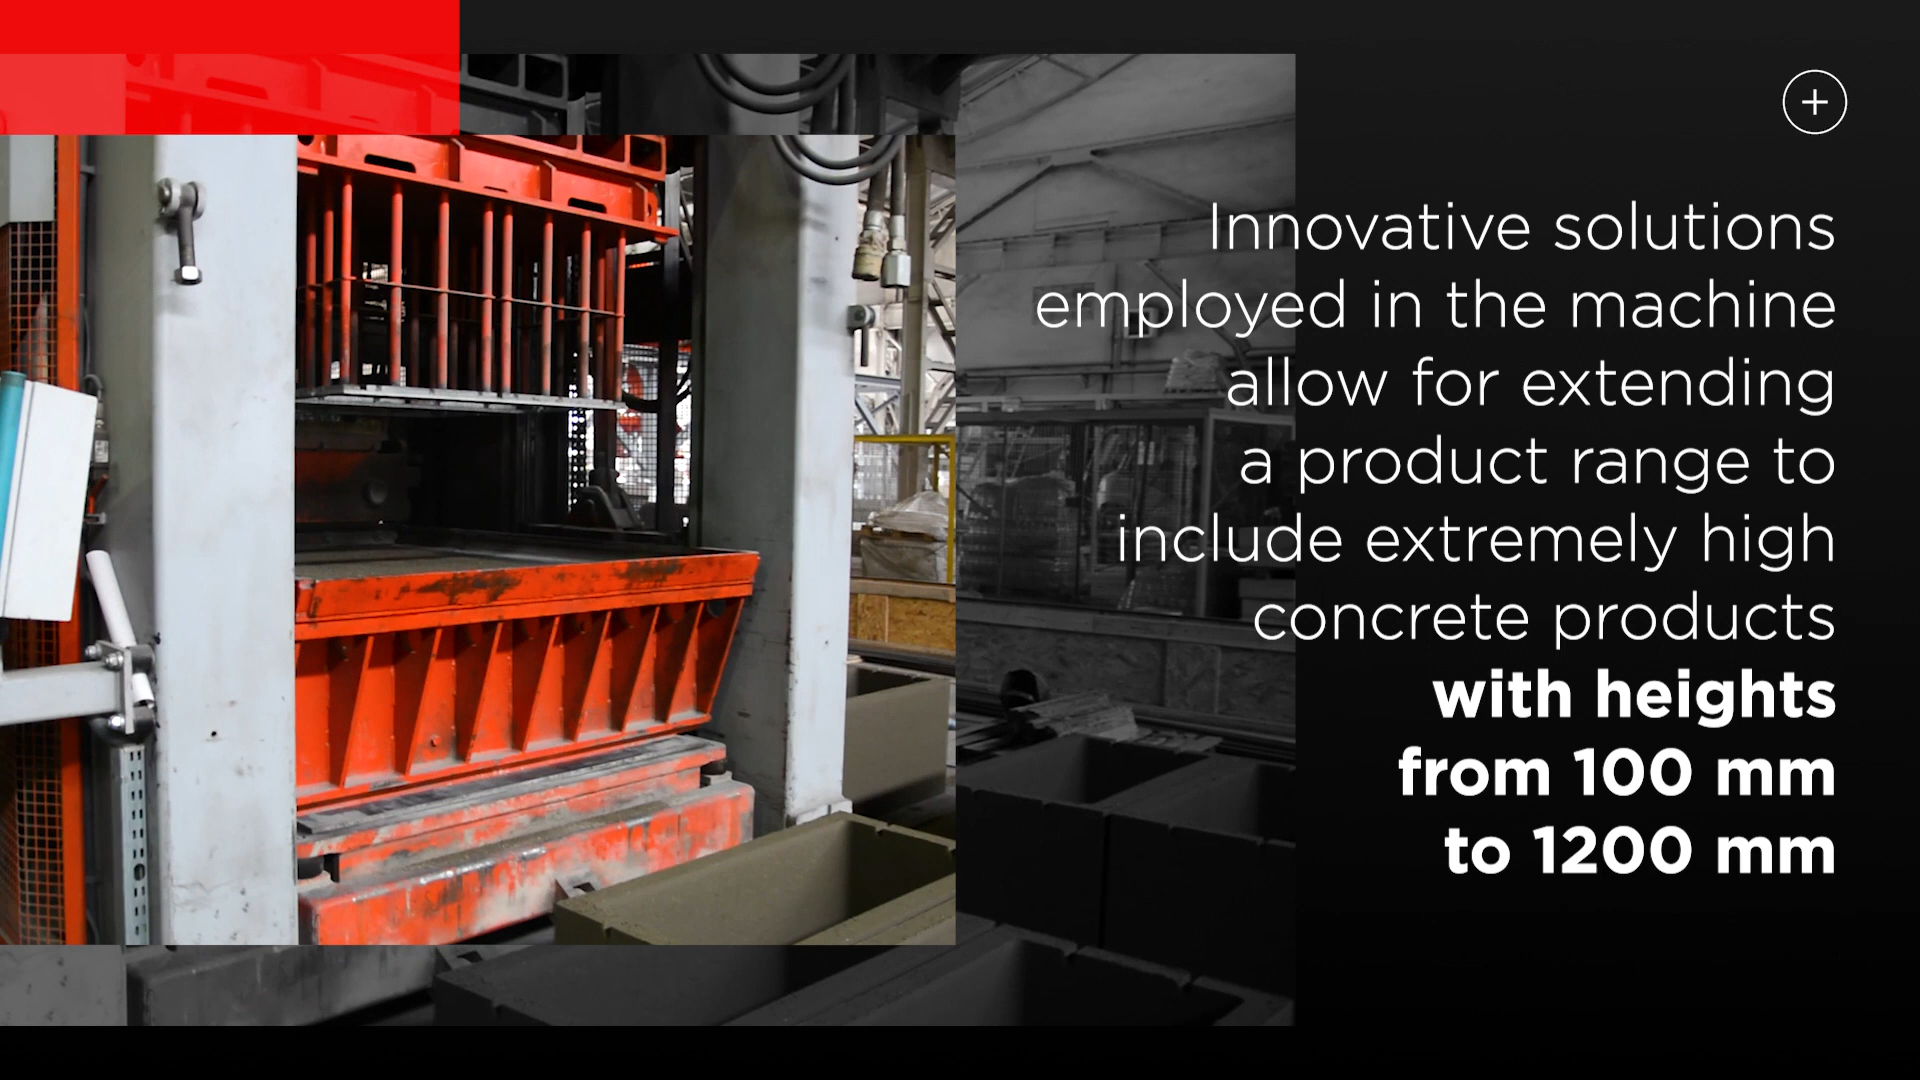 Innovative solutions
employed in the machine
allow for extending
a product range to
include extremely high
concrete products
with heights
from 100 mm
to 1200 mm